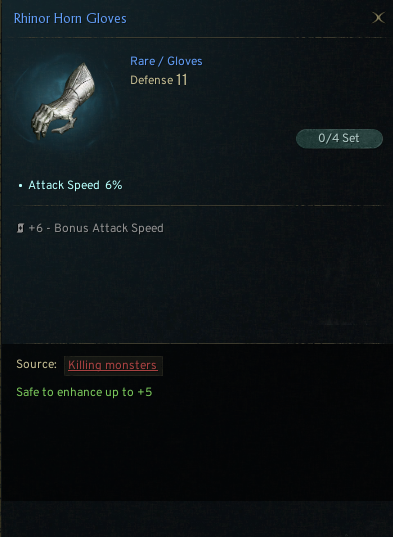 Rhinor Horn Gloves
Rare / Gloves
Defense 11
0/4 Set
• Attack Speed 6%
+6 - Bonus Attack Speed
Source: Killing monsters
Safe to enhance up to +5